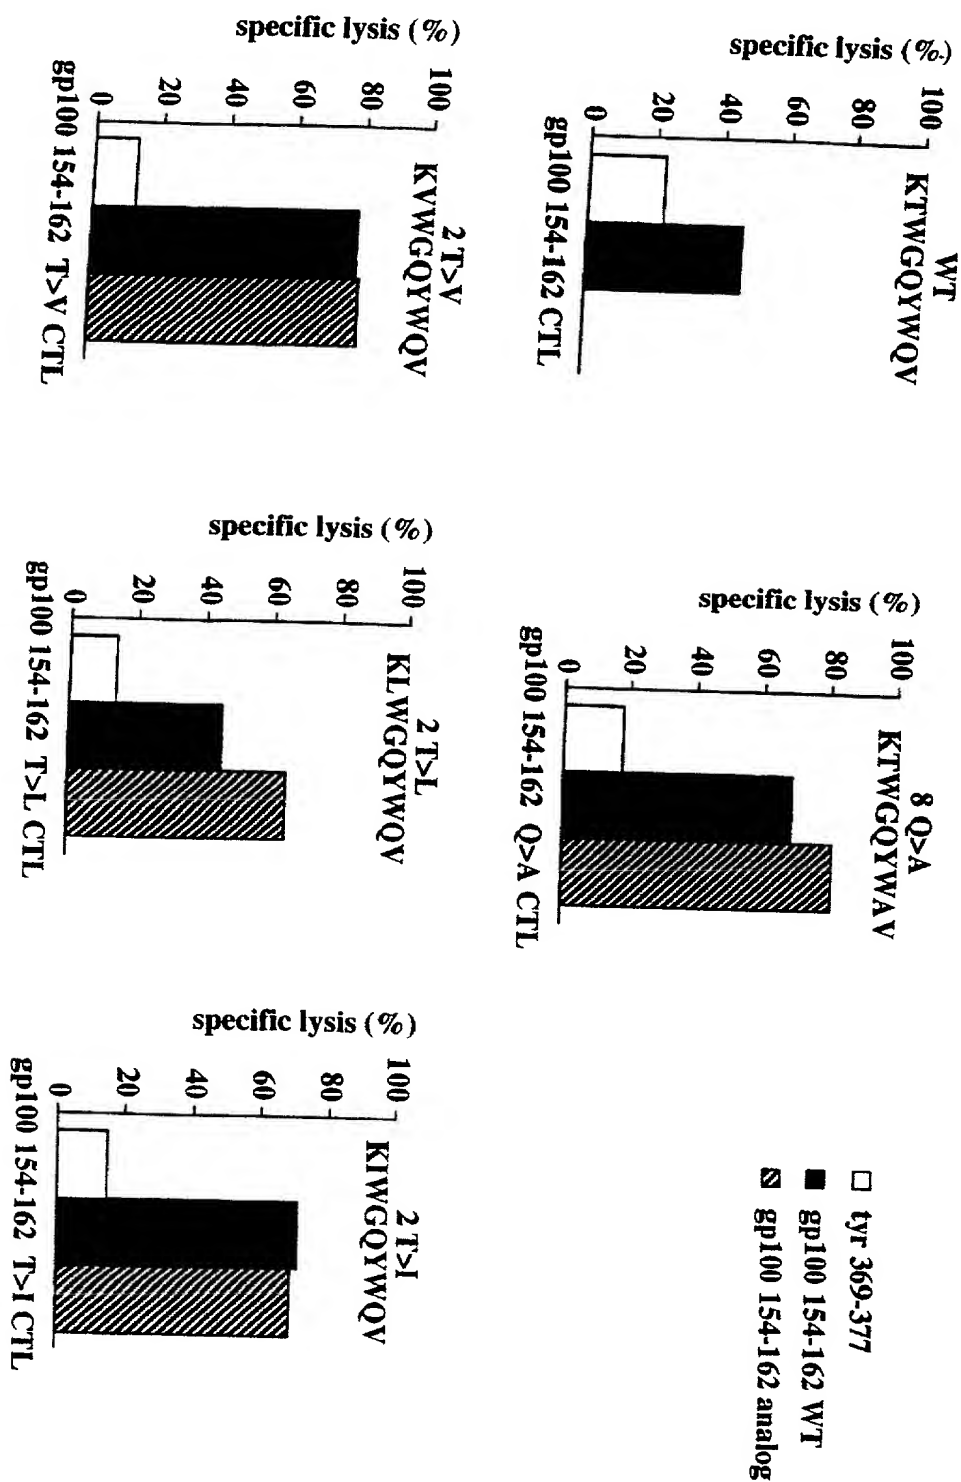 WT
KTWGQYWQV
specific lysis (%)
100
80
60
40
20
0
gp100 154-162 CTL
8 Q>A
KTWGQYWAV
specific lysis (%)
100
80
60
40
20
0
gp100 154-162 Q>A CTL
tyr 369-377
gp100 154-162 WT
gp100 154-162 analog
2 T>V
KVWGQYWQV
specific lysis (%)
100
80
60
40
20
0
gp100 154-162 T>V CTL
2 T>L
KLWGQYWQV
specific lysis (%)
100
80
60
40
20
0
gp100 154-162 T>L CTL
2 T>I
KIWGQYWQV
specific lysis (%)
100
80
60
40
20
0
gp100 154-162 T>I CTL